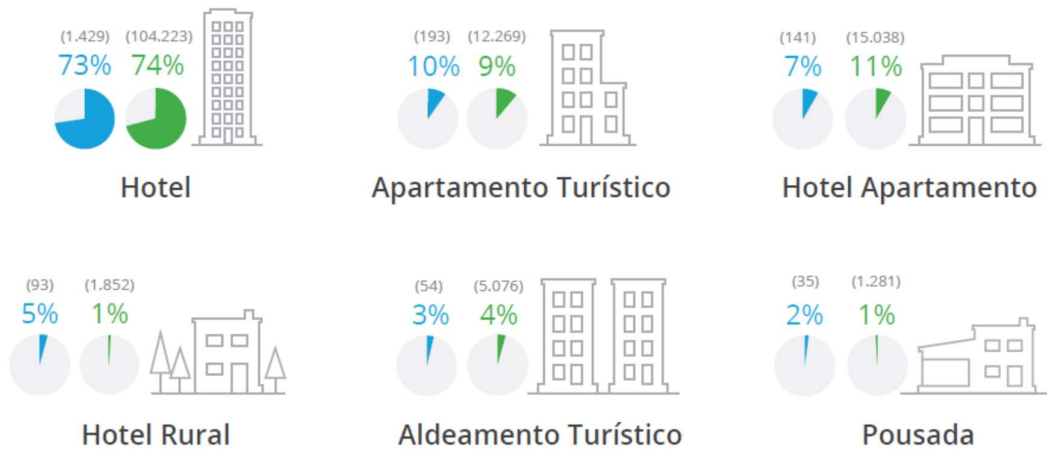 (1.429) (104.223)
73% 74%
Hotel
(193) (12.269)
10% 9%
Apartamento Turístico
(141) (15.038)
7% 11%
Hotel Apartamento
(93) (1.852)
5% 1%
Hotel Rural
(54) (5.076)
3% 4%
Aldeamento Turístico
(35) (1.281)
2% 1%
Pousada